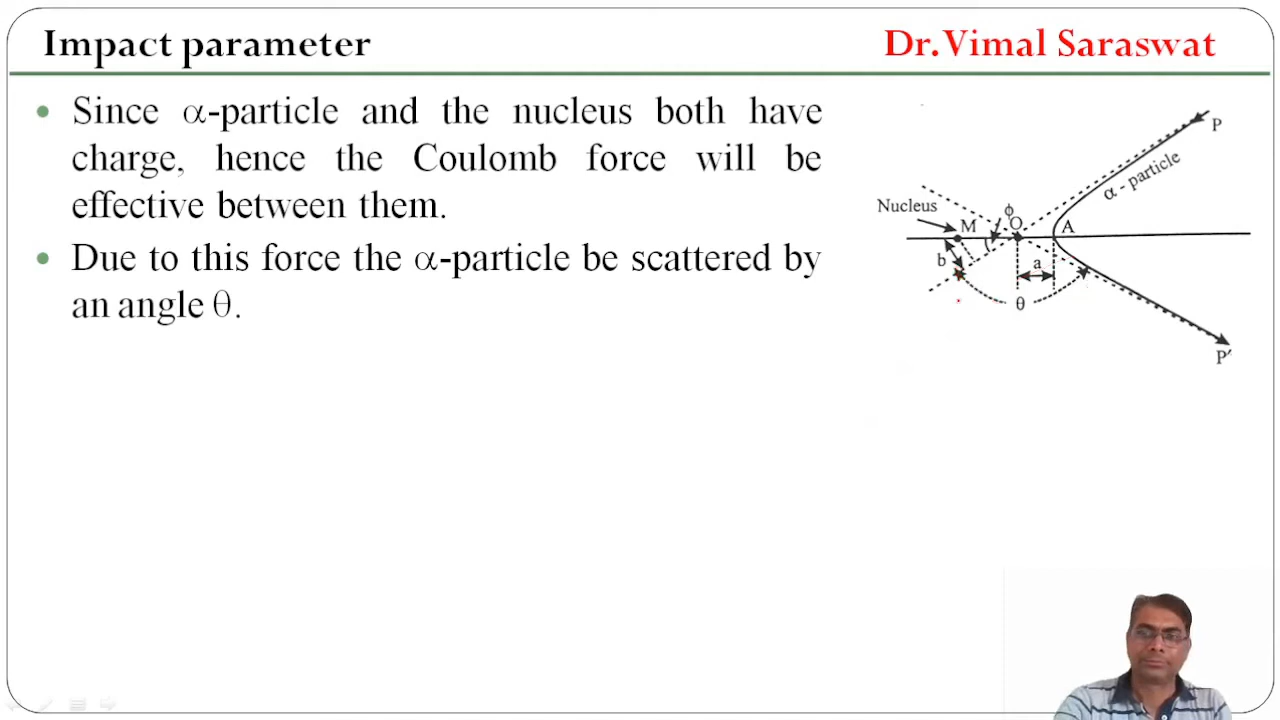 Impact parameter
Dr. Vimal Saraswat
• Since α-particle and the nucleus both have
charge, hence the Coulomb force will be
effective between them.
• Due to this force the α-particle be scattered by
an angle θ.
P
α - particle
Nucleus
M
ϕ
O
A
b
a
θ
P'